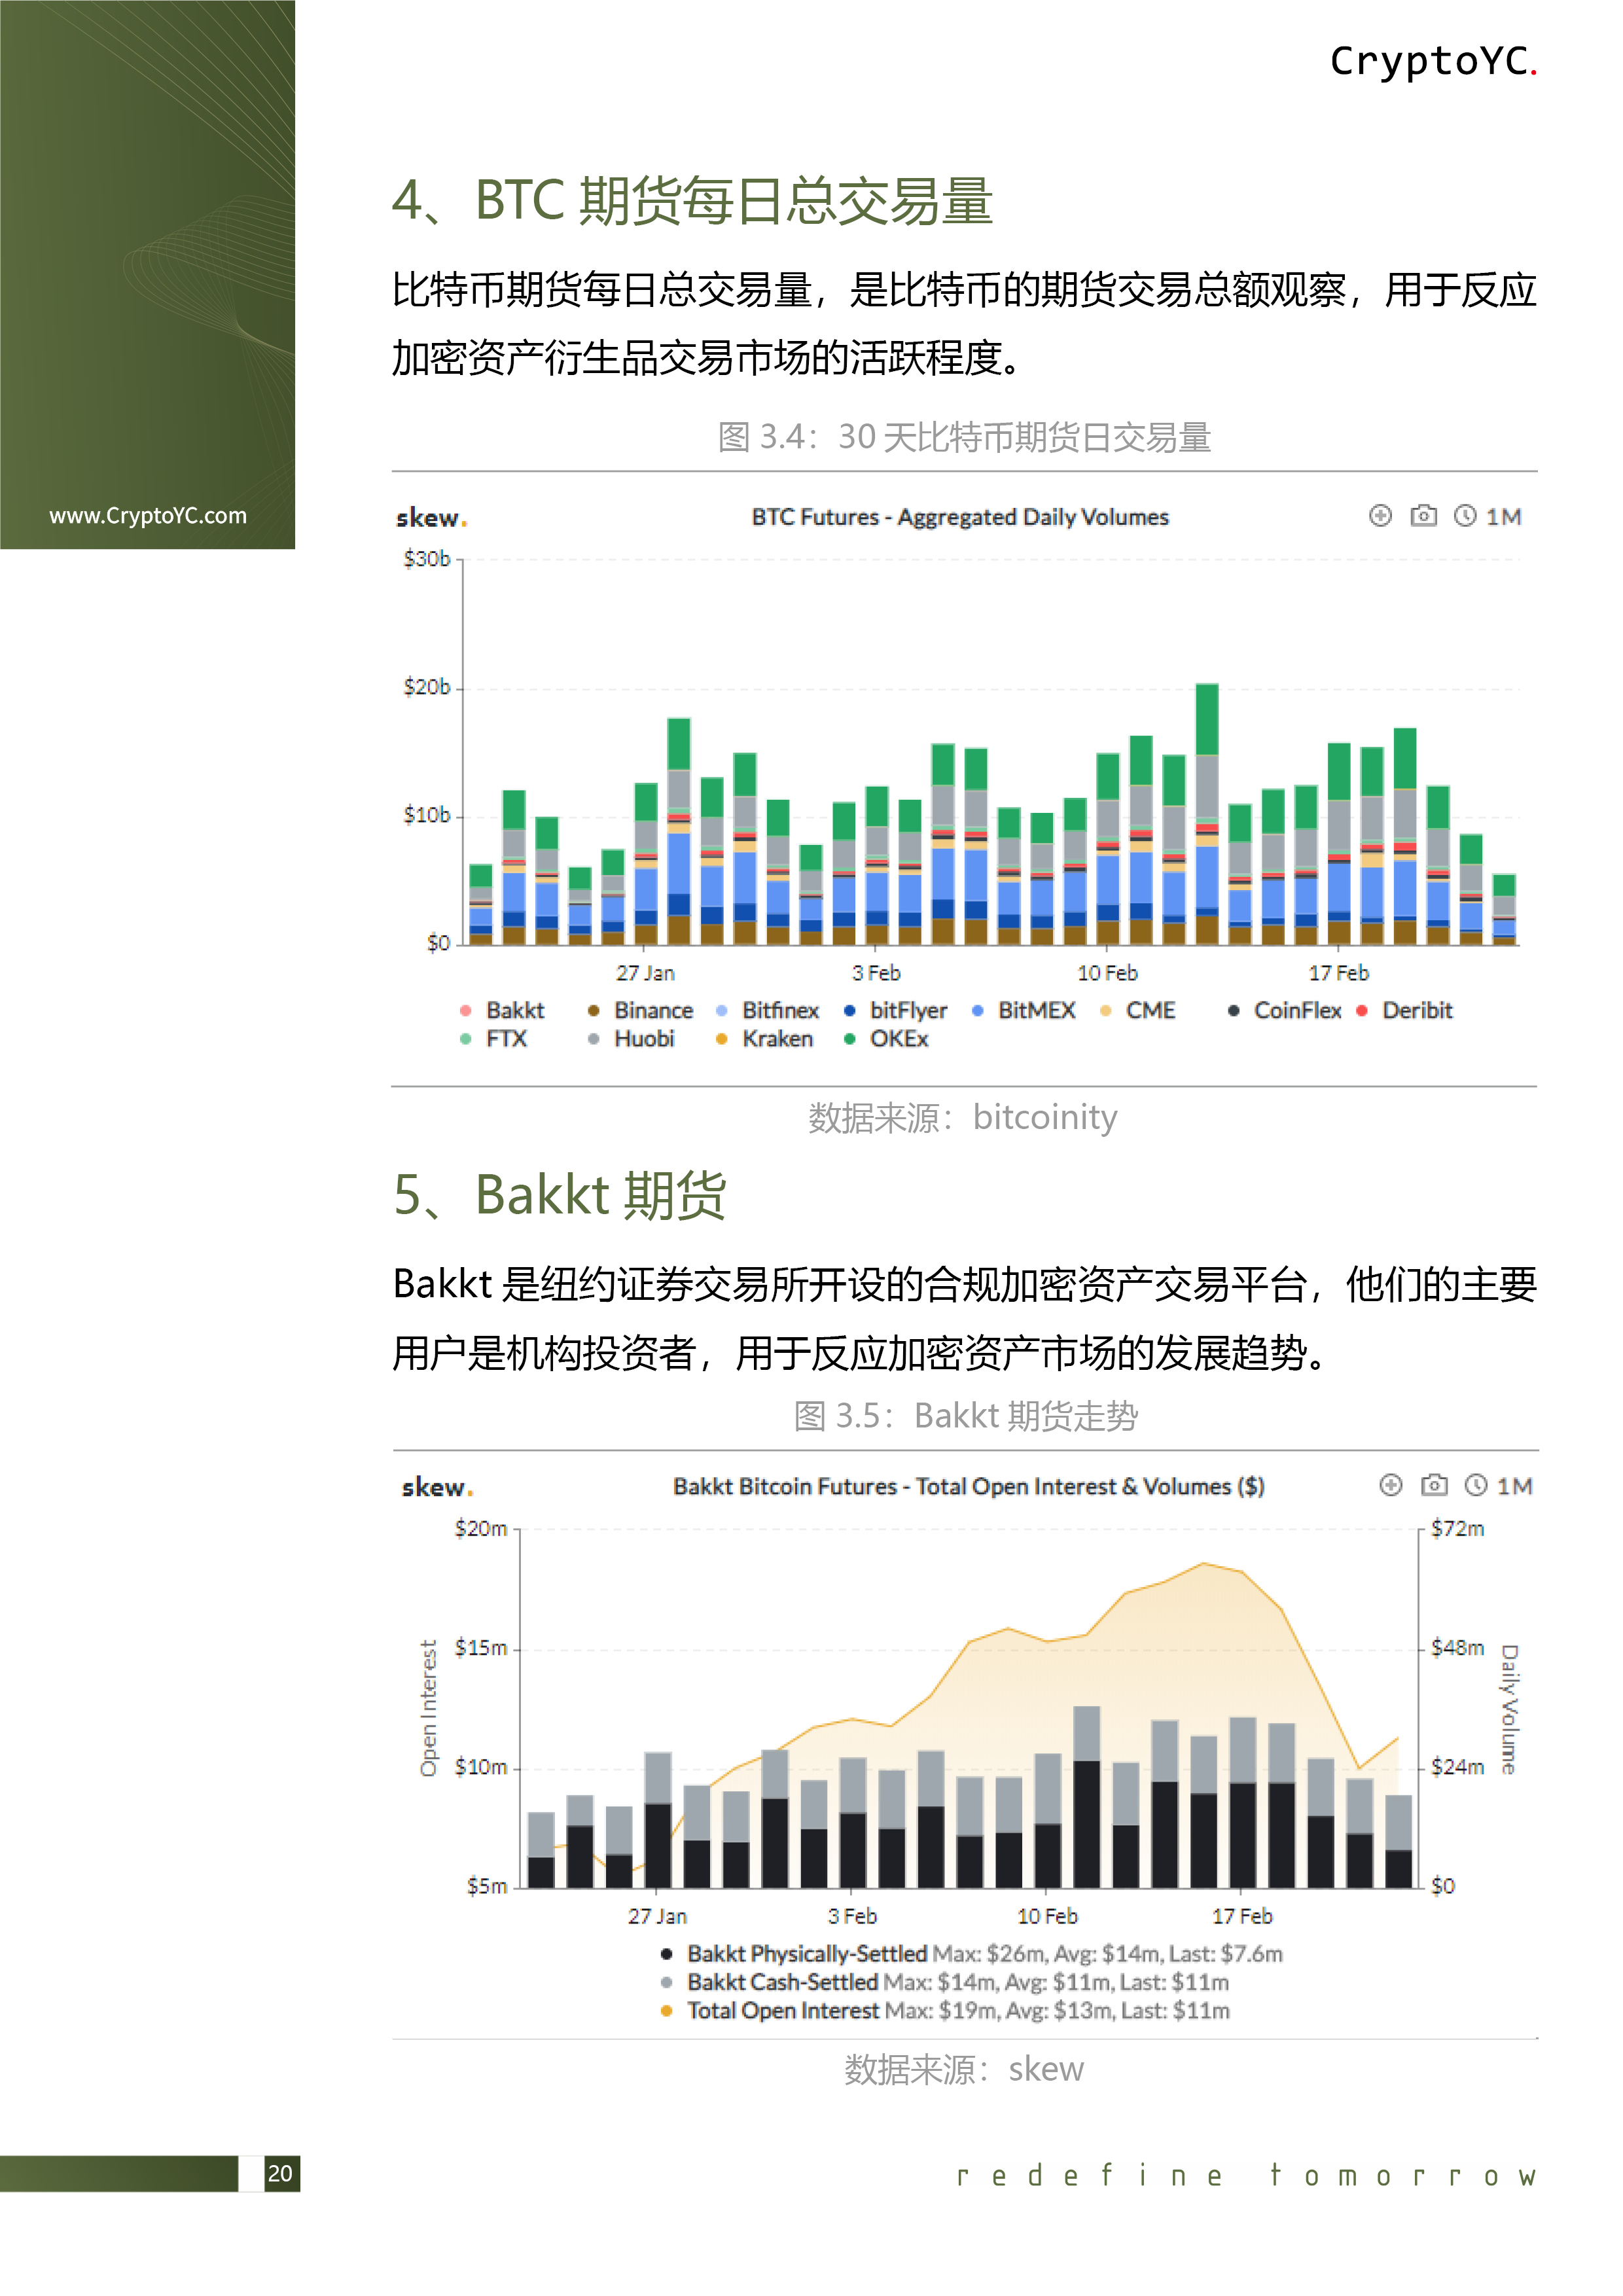 CryptoYC.
www.CryptoYC.com
4、BTC 期货每日总交易量
比特币期货每日总交易量，是比特币的期货交易总额观察，用于反应
加密资产衍生品交易市场的活跃程度。
图 3.4：30 天比特币期货日交易量
skew.
BTC Futures - Aggregated Daily Volumes
1M
$30b
$20b
$10b
$0
27 Jan
3 Feb
10 Feb
17 Feb
Bakkt Binance Bitfinex bitFlyer BitMEX CME CoinFlex Deribit
FTX Huobi Kraken OKEx
数据来源：bitcoinity
5、Bakkt 期货
Bakkt 是纽约证券交易所开设的合规加密资产交易平台，他们的主要
用户是机构投资者，用于反应加密资产市场的发展趋势。
图 3.5：Bakkt 期货走势
skew.
Bakkt Bitcoin Futures - Total Open Interest & Volumes ($)
1M
$20m
$15m
$10m
$5m
Open Interest
$72m
$48m
$24m
$0
Daily Volume
27 Jan
3 Feb
10 Feb
17 Feb
Bakkt Physically-Settled Max: $26m, Avg: $14m, Last: $7.6m
Bakkt Cash-Settled Max: $14m, Avg: $11m, Last: $11m
Total Open Interest Max: $19m, Avg: $13m, Last: $11m
数据来源：skew
20
redefine tomorrow